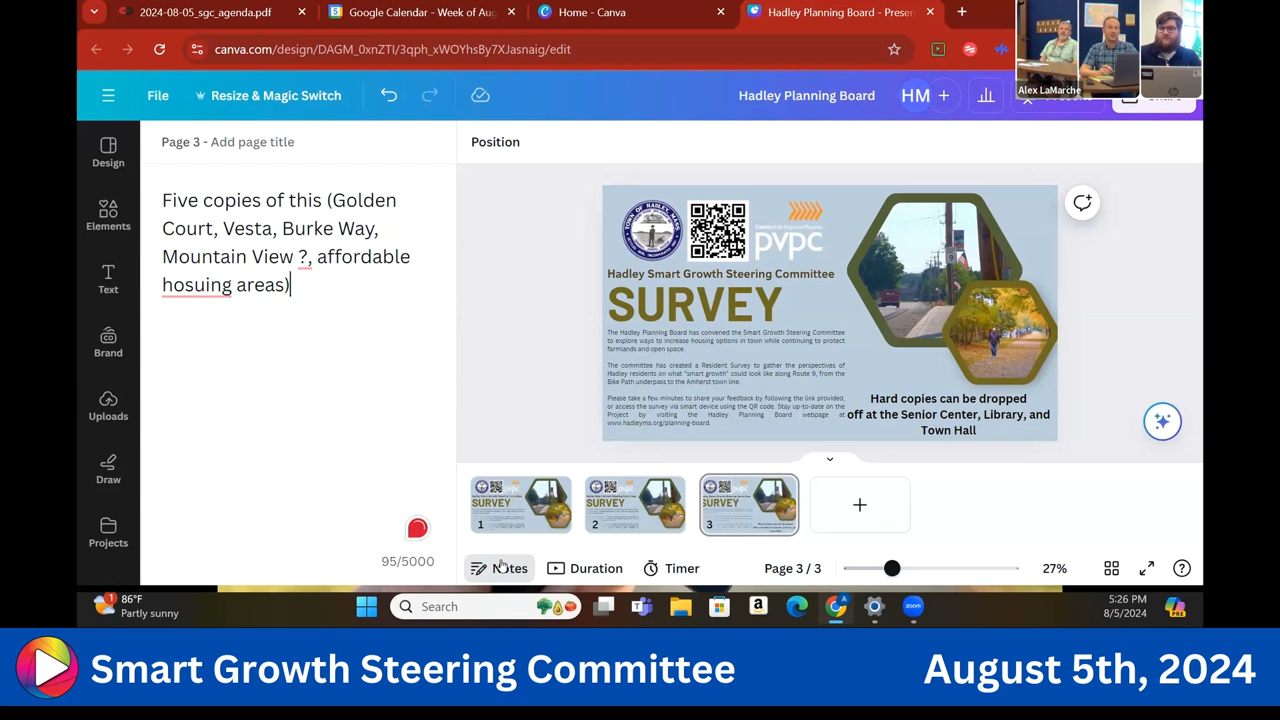 2024-08-05_sgc_agenda.pdf
Google Calendar - Week of Aug
Home - Canva
Hadley Planning Board - Presen
canva.com/design/DAGM_0xnZTI/3qph_xWOYhsBy7XJasnaig/edit
Alex LaMarche
File
Resize & Magic Switch
Hadley Planning Board
HM
Design
Elements
Text
Brand
Uploads
Draw
Projects
Page 3 - Add page title
Five copies of this (Golden
Court, Vesta, Burke Way,
Mountain View ?, affordable
hosuing areas)
95/5000
Position
pvpc
Hadley Smart Growth Steering Committee
SURVEY
The Hadley Planning Board has convened the Smart Growth Steering Committee
to explore ways to increase housing options in town while continuing to protect
farmlands and open space.
The committee has created a Resident Survey to gather the perspectives of
Hadley residents on what "smart growth" could look like along Route 9, from the
Bike Path underpass to the Amherst town line.
Please take a few minutes to share your feedback by following the link provided,
or access the survey via smart device using the QR code. Stay up-to-date on the
Project by visiting the Hadley Planning Board webpage at
www.hadleyma.org/planning-board
Hard copies can be dropped
off at the Senior Center, Library, and
Town Hall
SURVEY
1
SURVEY
2
SURVEY
3
Notes
Duration
Timer
Page 3 / 3
27%
86°F
Partly sunny
Search
5:26 PM
8/5/2024
Smart Growth Steering Committee
August 5th, 2024